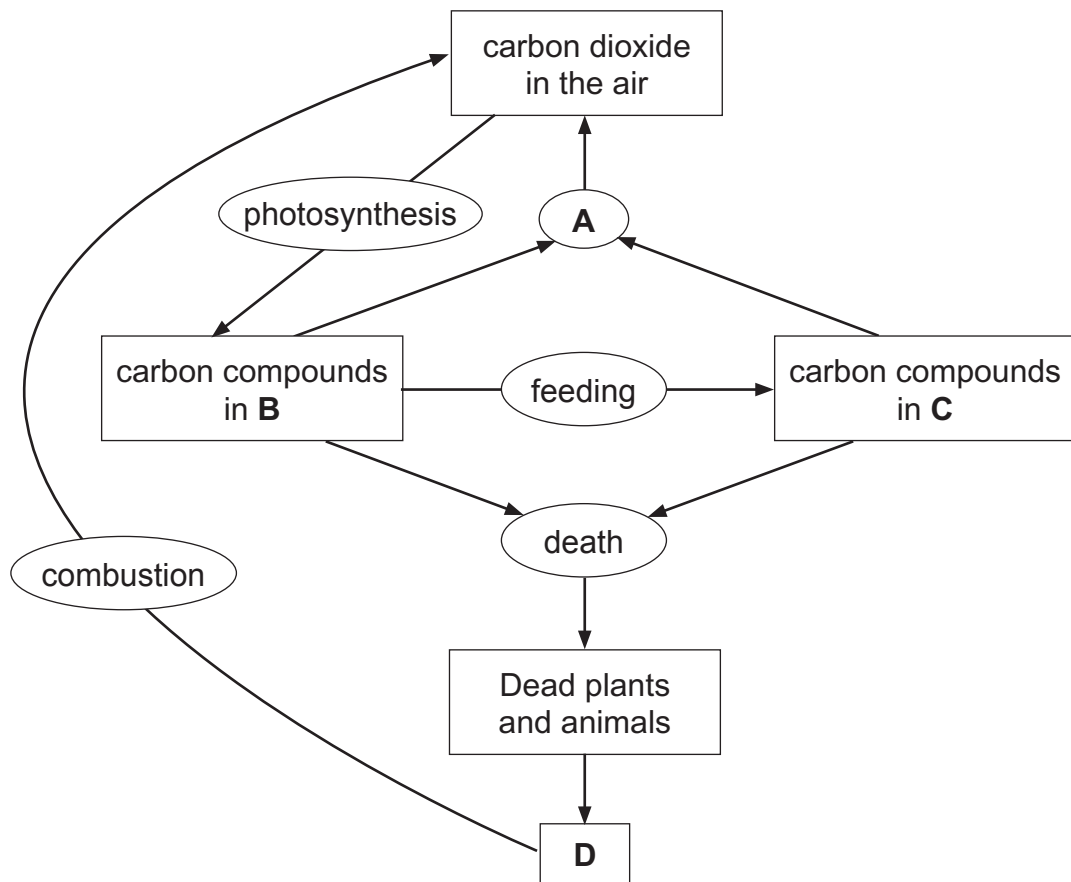 carbon dioxide
in the air
photosynthesis
A
carbon compounds
in B
feeding
carbon compounds
in C
death
combustion
Dead plants
and animals
D